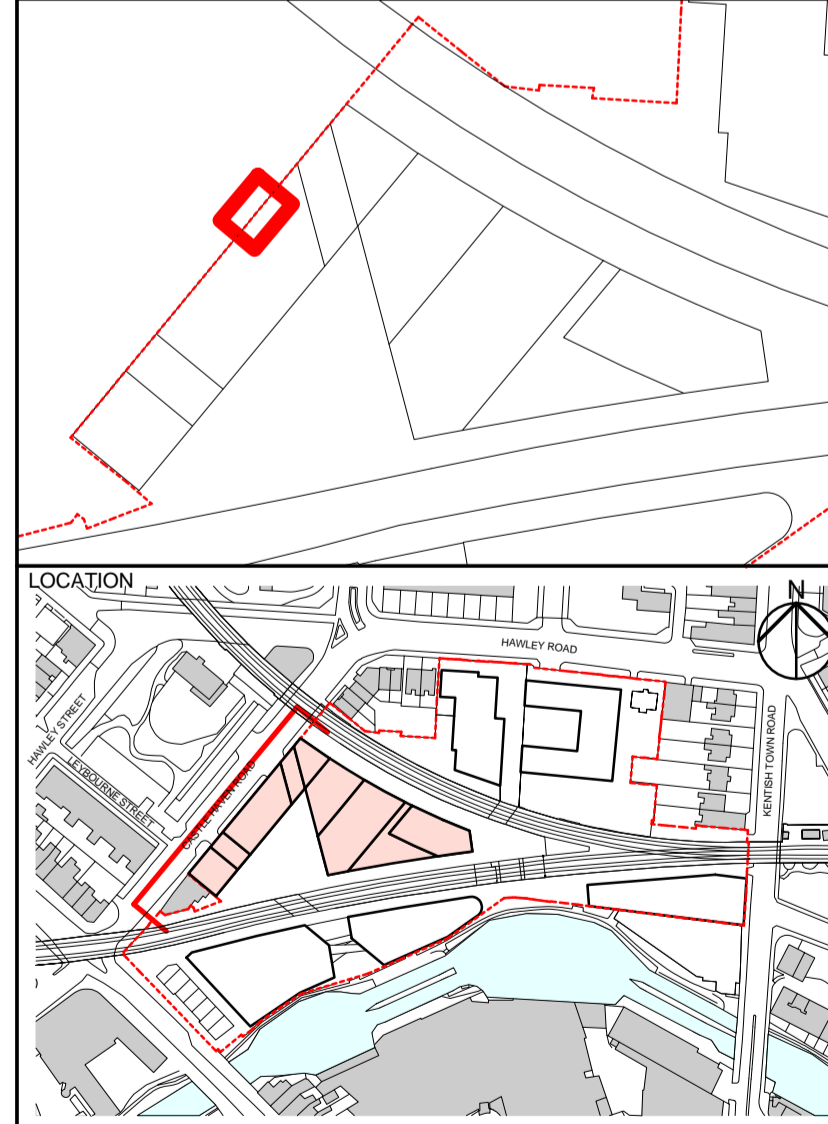 LOCATION
N
HAWLEY ROAD
HAWLEY STREET
LEYBOURNE STREET
CASTLE HAVEN ROAD
KENTISH TOWN ROAD